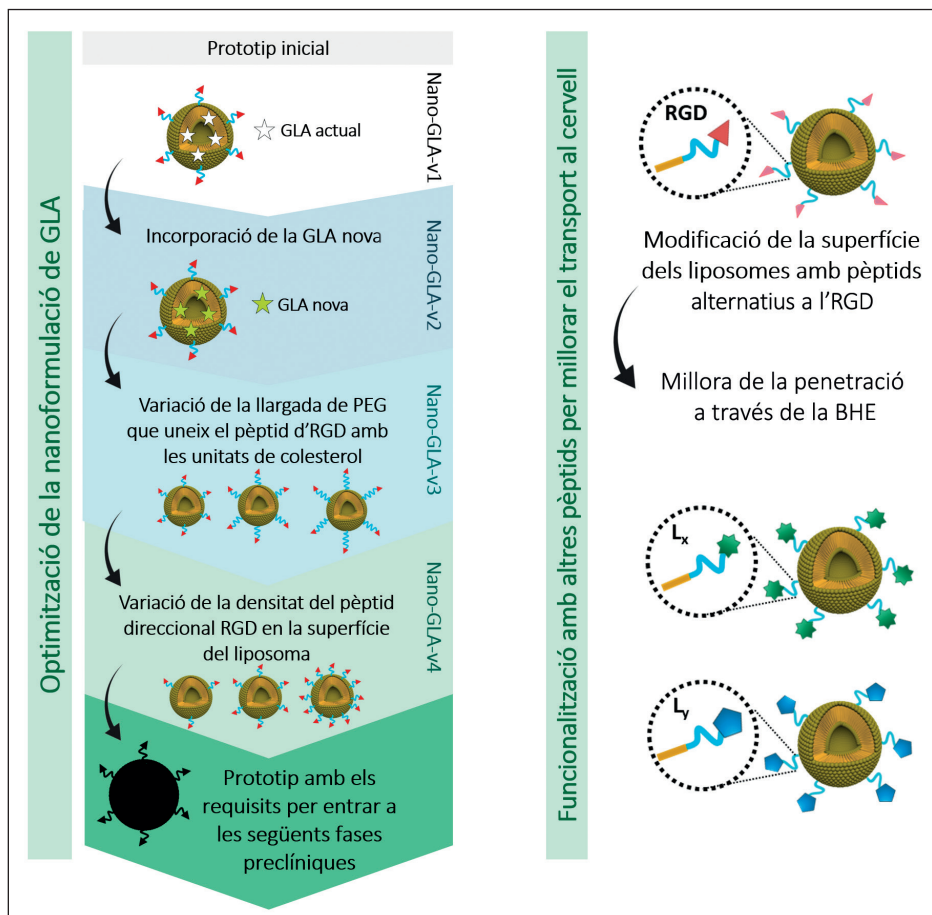 Optimització de la nanoformulació de GLA
Prototip inicial
Nano-GLA-v1
GLA actual
Incorporació de la GLA nova
Nano-GLA-v2
GLA nova
Variació de la llargada de PEG
que uneix el pèptid d'RGD amb
les unitats de colesterol
Nano-GLA-v3
Variació de la densitat del pèptid
direccional RGD en la superfície
del liposoma
Nano-GLA-v4
Prototip amb els
requisits per entrar a
les següents fases
preclíniques
Funcionalització amb altres pèptids per millorar el transport al cervell
RGD
Modificació de la superfície
dels liposomes amb pèptids
alternatius a l'RGD
Millora de la penetració
a través de la BHE
Lx
Ly